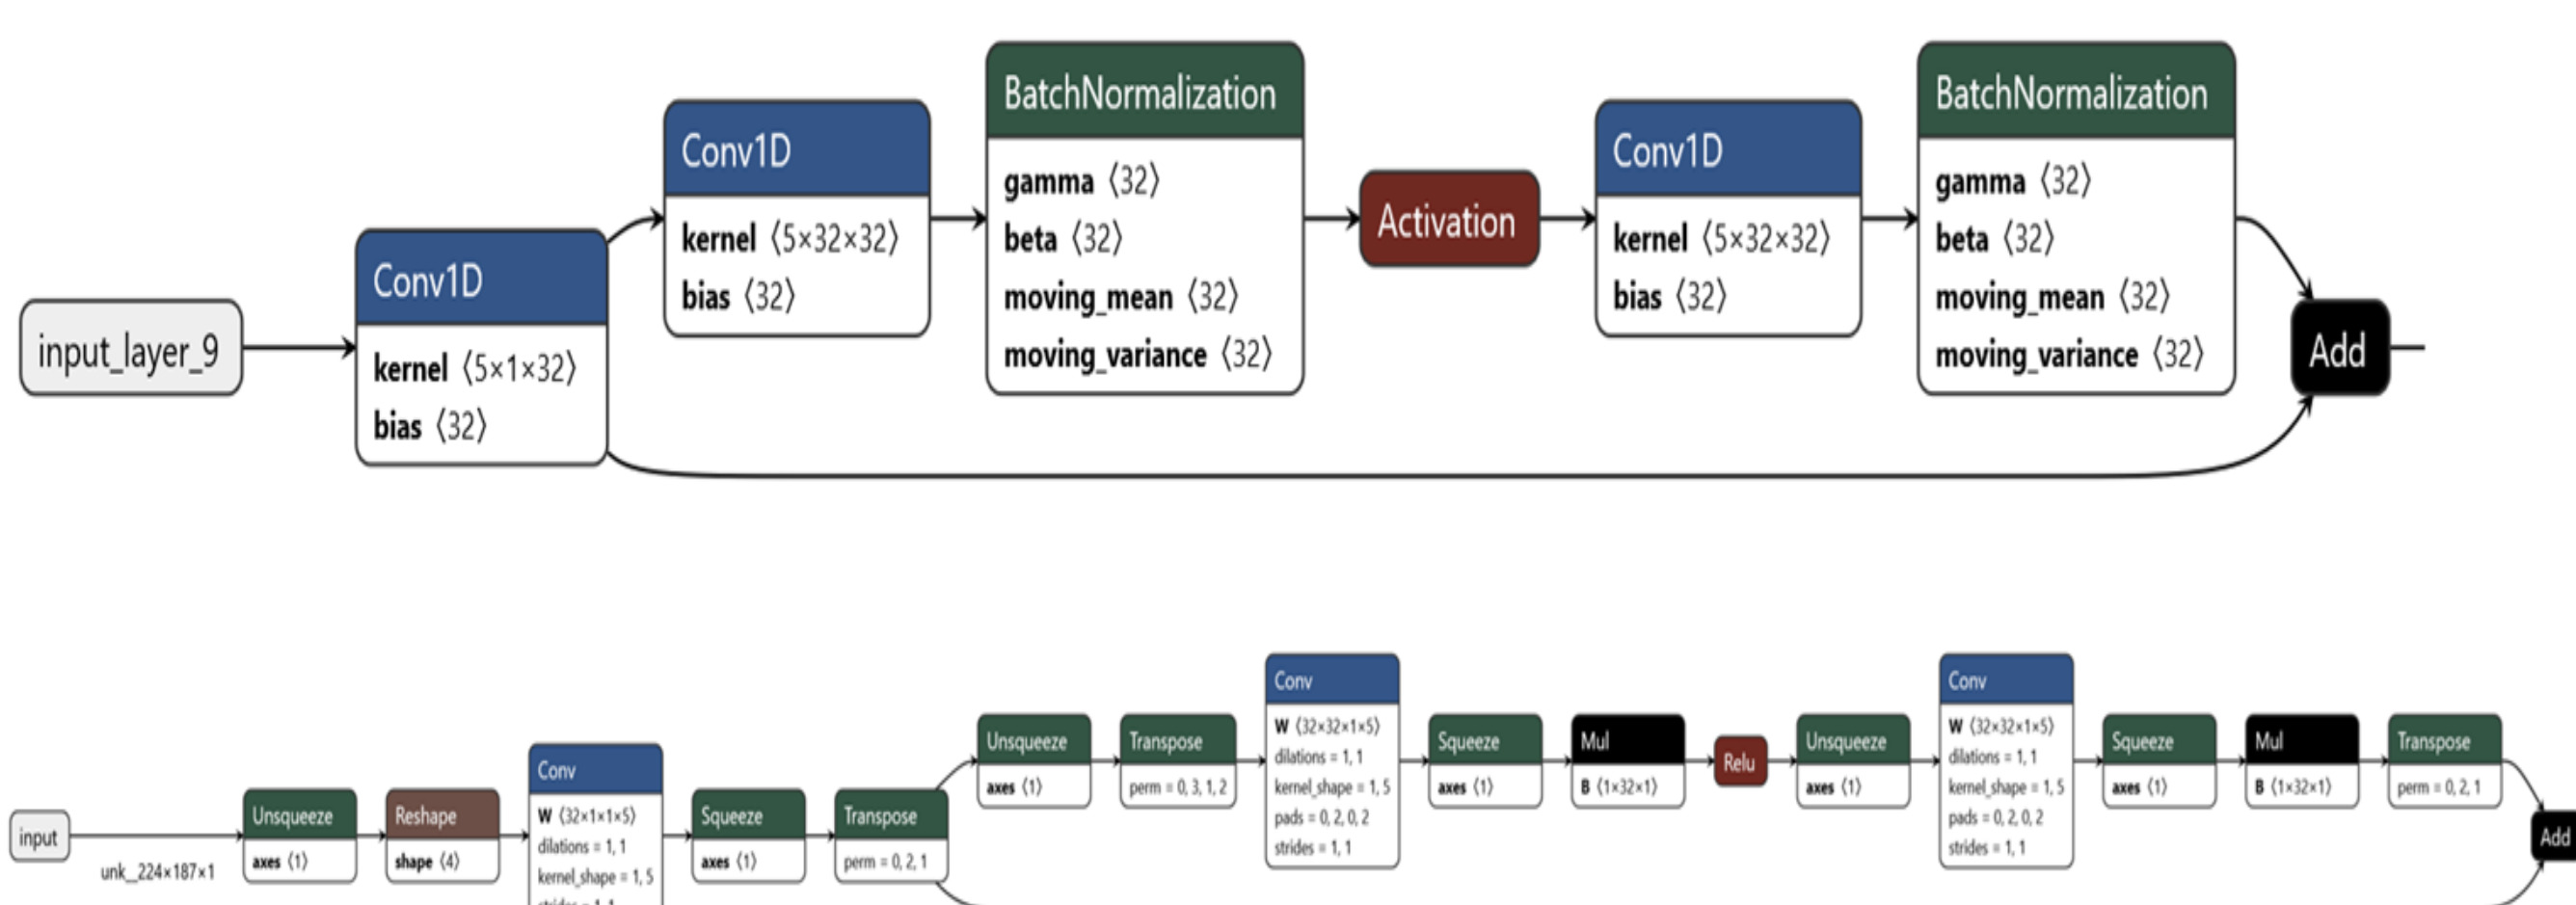 input_layer_9
Conv1D
kernel ⟨5×1×32⟩
bias ⟨32⟩
Conv1D
kernel ⟨5×32×32⟩
bias ⟨32⟩
BatchNormalization
gamma ⟨32⟩
beta ⟨32⟩
moving_mean ⟨32⟩
moving_variance ⟨32⟩
Activation
Conv1D
kernel ⟨5×32×32⟩
bias ⟨32⟩
BatchNormalization
gamma ⟨32⟩
beta ⟨32⟩
moving_mean ⟨32⟩
moving_variance ⟨32⟩
Add
input
unk__224×187×1
Unsqueeze
axes ⟨1⟩
Reshape
shape ⟨4⟩
Conv
W ⟨32×1×1×5⟩
dilations = 1, 1
kernel_shape = 1, 5
Squeeze
axes ⟨1⟩
Transpose
perm = 0, 2, 1
Unsqueeze
axes ⟨1⟩
Transpose
perm = 0, 3, 1, 2
Conv
W ⟨32×32×1×5⟩
dilations = 1, 1
kernel_shape = 1, 5
pads = 0, 2, 0, 2
strides = 1, 1
Squeeze
axes ⟨1⟩
Mul
B ⟨1×32×1⟩
Relu
Unsqueeze
axes ⟨1⟩
Conv
W ⟨32×32×1×5⟩
dilations = 1, 1
kernel_shape = 1, 5
pads = 0, 2, 0, 2
strides = 1, 1
Squeeze
axes ⟨1⟩
Mul
B ⟨1×32×1⟩
Transpose
perm = 0, 2, 1
Add